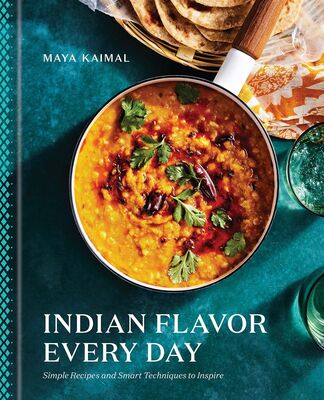 MAYA KAIMAL
INDIAN FLAVOR
EVERY DAY
Simple Recipes and Smart Techniques to Inspire